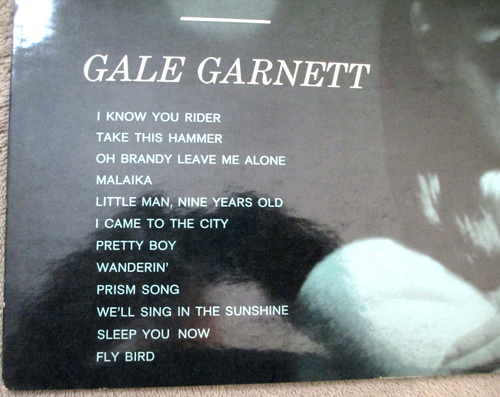 GALE GARNETT
I KNOW YOU RIDER
TAKE THIS HAMMER
OH BRANDY LEAVE ME ALONE
MALAIKA
LITTLE MAN, NINE YEARS OLD
I CAME TO THE CITY
PRETTY BOY
WANDERIN'
PRISM SONG
WE'LL SING IN THE SUNSHINE
SLEEP YOU NOW
FLY BIRD